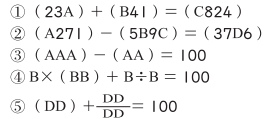 ① (23A) + (B41) = (C824)
② (A271) − (5B9C) = (37D6)
③ (AAA) − (AA) = 100
④ B × (BB) + B ÷ B = 100
⑤ (DD) + DD/DD = 100